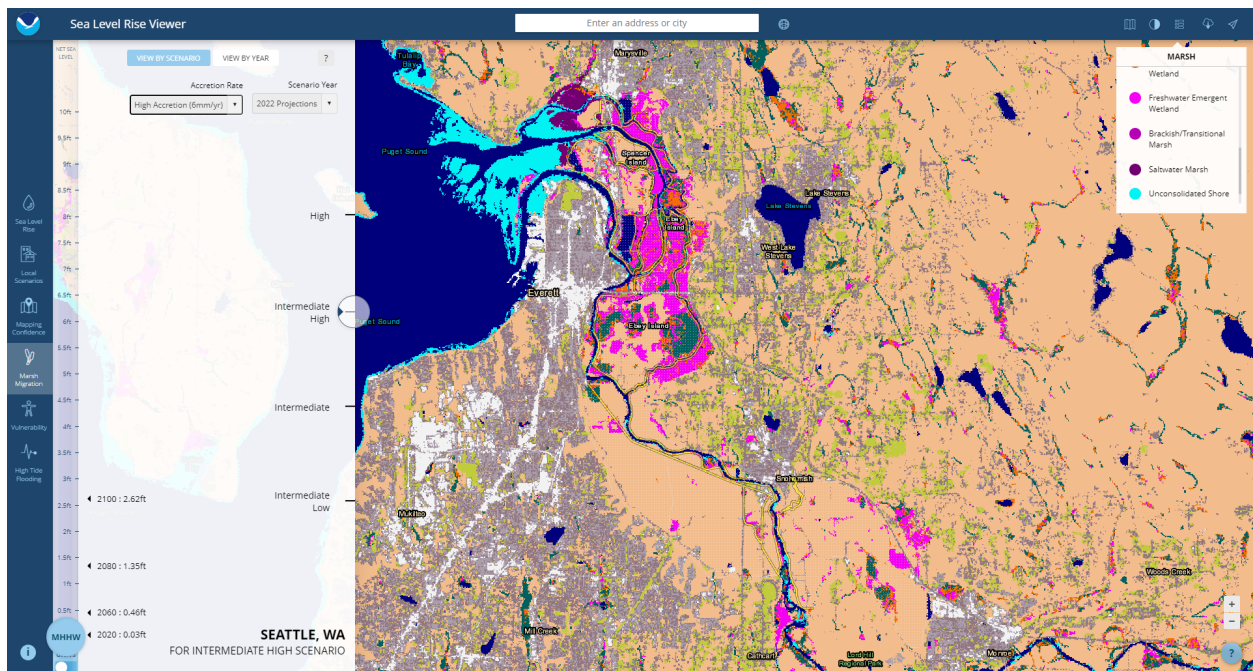 Sea Level Rise Viewer
Enter an address or city
NET SEA
LEVEL
VIEW BY SCENARIO
VIEW BY YEAR
?
Accretion Rate
Scenario Year
High Accretion (6mm/yr)
2022 Projections
10ft
9.5ft
9ft
8.5ft
8ft
7.5ft
7ft
6.5ft
6ft
5.5ft
5ft
4.5ft
4ft
3.5ft
3ft
2.5ft
2ft
1.5ft
1ft
0.5ft
MHHW
Sea Level
Rise
Local
Scenarios
Mapping
Confidence
Marsh
Migration
Vulnerability
High Tide
Flooding
High
Intermediate
High
Intermediate
Intermediate
Low
2100 : 2.62ft
2080 : 1.35ft
2060 : 0.46ft
2020 : 0.03ft
SEATTLE, WA
FOR INTERMEDIATE HIGH SCENARIO
Tulalip
Bay
Marysville
Puget Sound
Spencer
Island
Lake Stevens
Lake Stevens
Ebey
Island
West Lake
Stevens
Everett
Puget Sound
Ebey Island
Snohomish
Mukilteo
Woods Creek
Mill Creek
Cathcart
Lord Hill
Regional Park
Monroe
MARSH
Wetland
Freshwater Emergent
Wetland
Brackish/Transitional
Marsh
Saltwater Marsh
Unconsolidated Shore
+
−
?